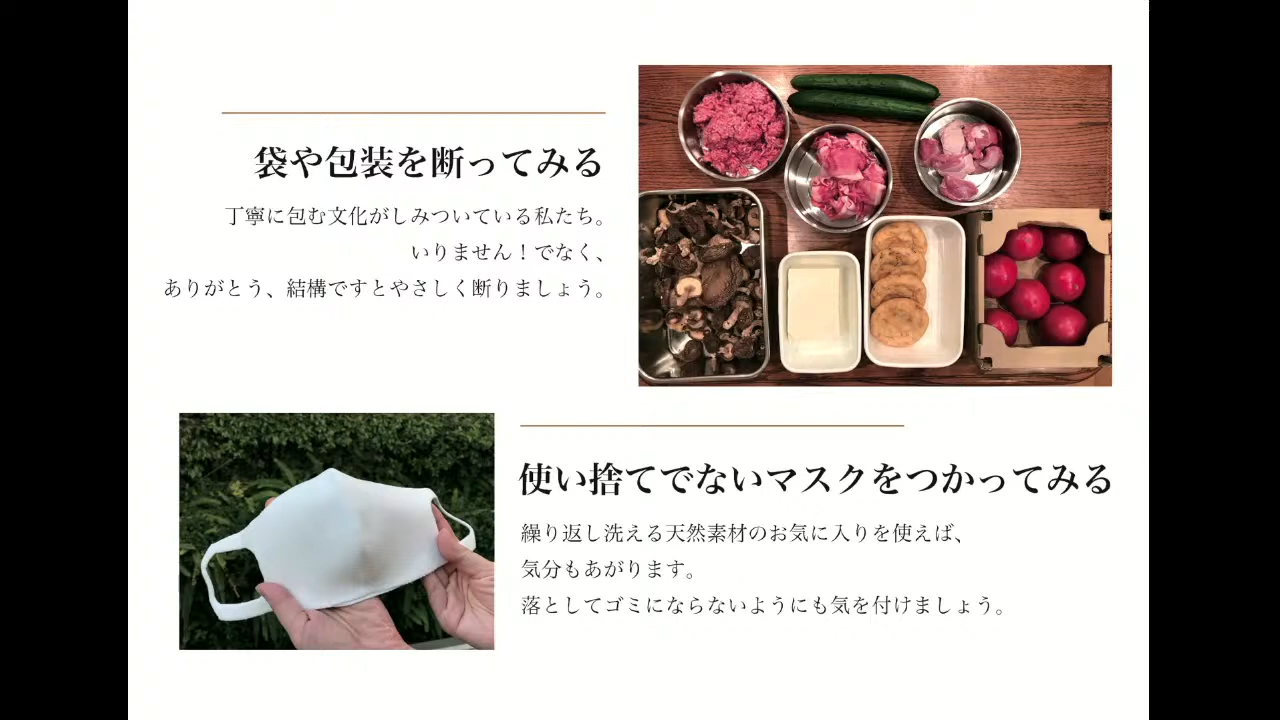 袋や包装を断ってみる
丁寧に包む文化がしみついている私たち。
いりません！でなく、
ありがとう、結構ですとやさしく断りましょう。
使い捨てでないマスクをつかってみる
繰り返し洗える天然素材のお気に入りを使えば、
気分もあがります。
落としてゴミにならないようにも気を付けましょう。